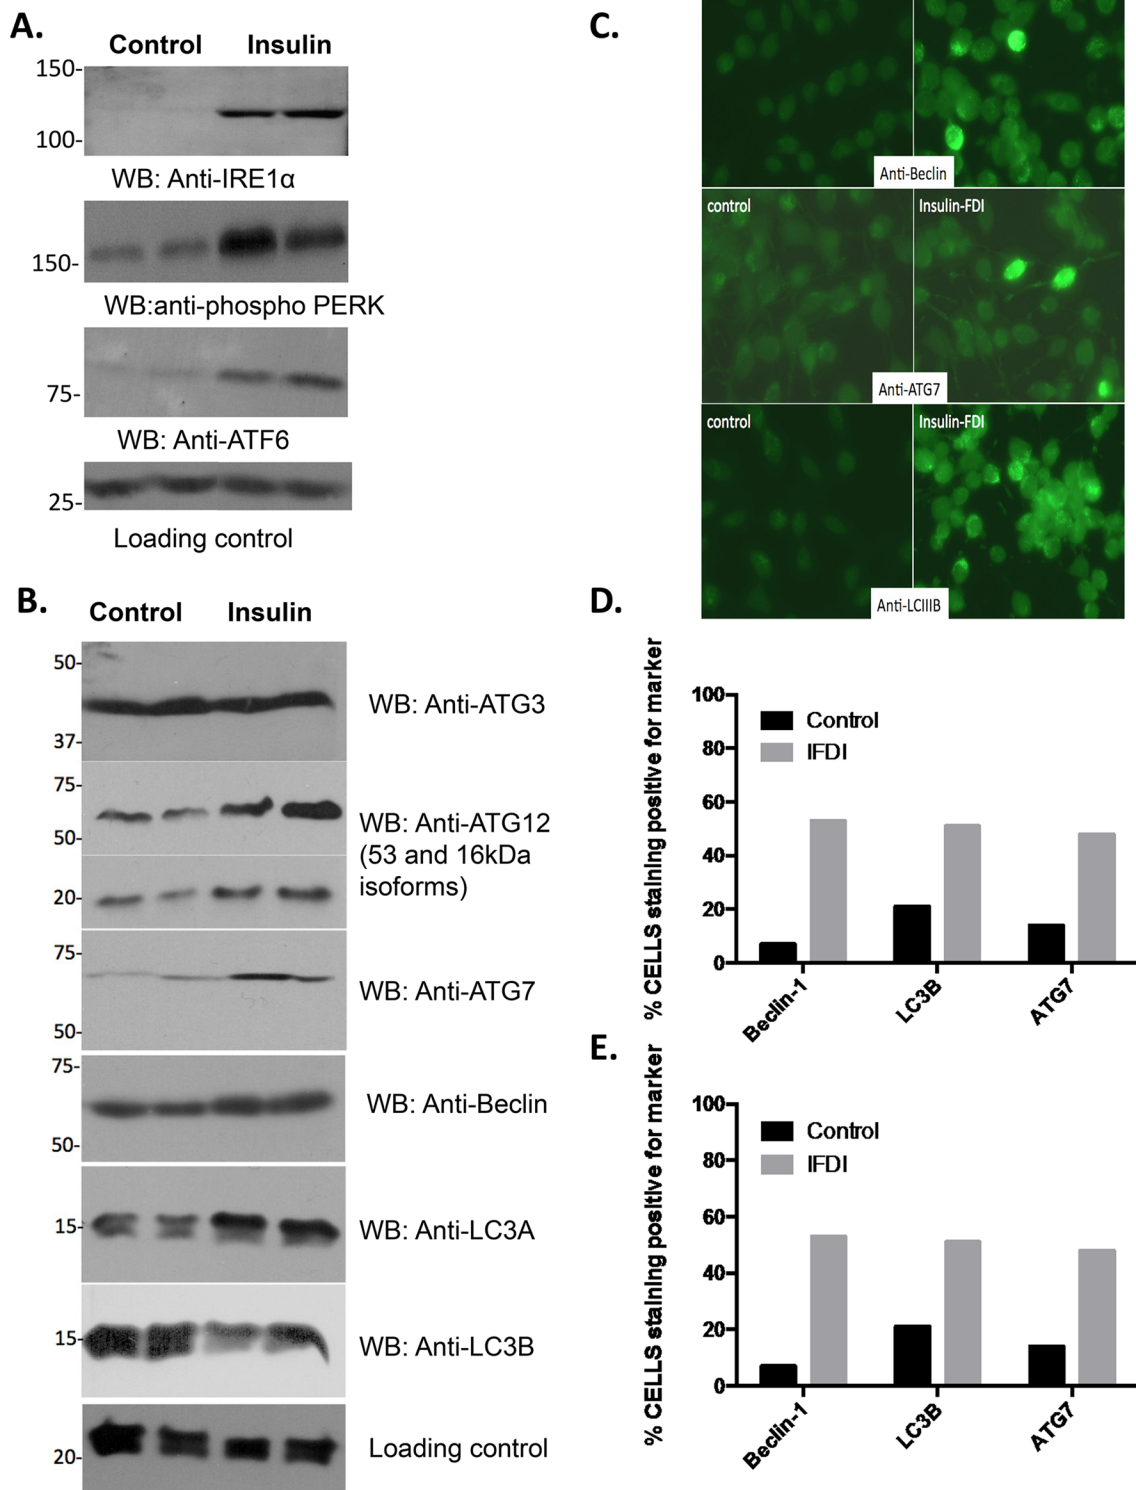 A.
Control Insulin
150-
100-
WB: Anti-IRE1α
150-
WB:anti-phospho PERK
75-
WB: Anti-ATF6
25-
Loading control
B.
Control Insulin
50-
37-
WB: Anti-ATG3
75-
50-
20-
WB: Anti-ATG12
(53 and 16kDa
isoforms)
75-
50-
WB: Anti-ATG7
75-
50-
WB: Anti-Beclin
15-
WB: Anti-LC3A
15-
WB: Anti-LC3B
20-
Loading control
C.
Anti-Beclin
control Insulin-FDI
Anti-ATG7
control Insulin-FDI
Anti-LCIIIB
D.
% CELLS staining positive for marker
100
80
60
40
20
0
Control
IFDI
Beclin-1 LC3B ATG7
E.
% CELLS staining positive for marker
100
80
60
40
20
0
Control
IFDI
Beclin-1 LC3B ATG7